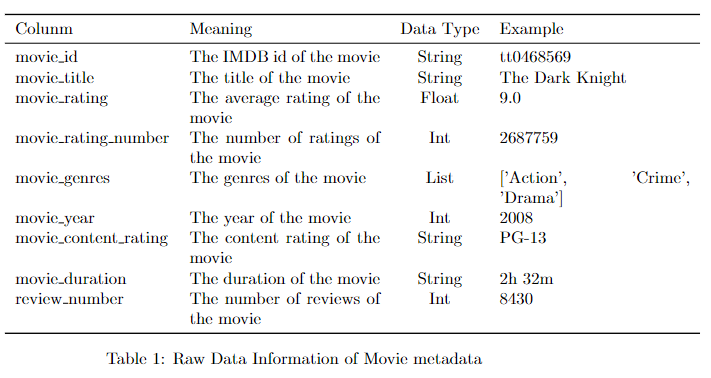 Colunm Meaning Data Type Example
movie_id The IMDB id of the movie String tt0468569
movie_title The title of the movie String The Dark Knight
movie_rating The average rating of the Float 9.0
movie
movie_rating_number The number of ratings of Int 2687759
the movie
movie_genres The genres of the movie List ['Action', 'Crime',
'Drama']
movie_year The year of the movie Int 2008
movie_content_rating The content rating of the String PG-13
movie
movie_duration The duration of the movie String 2h 32m
review_number The number of reviews of Int 8430
the movie
Table 1: Raw Data Information of Movie metadata